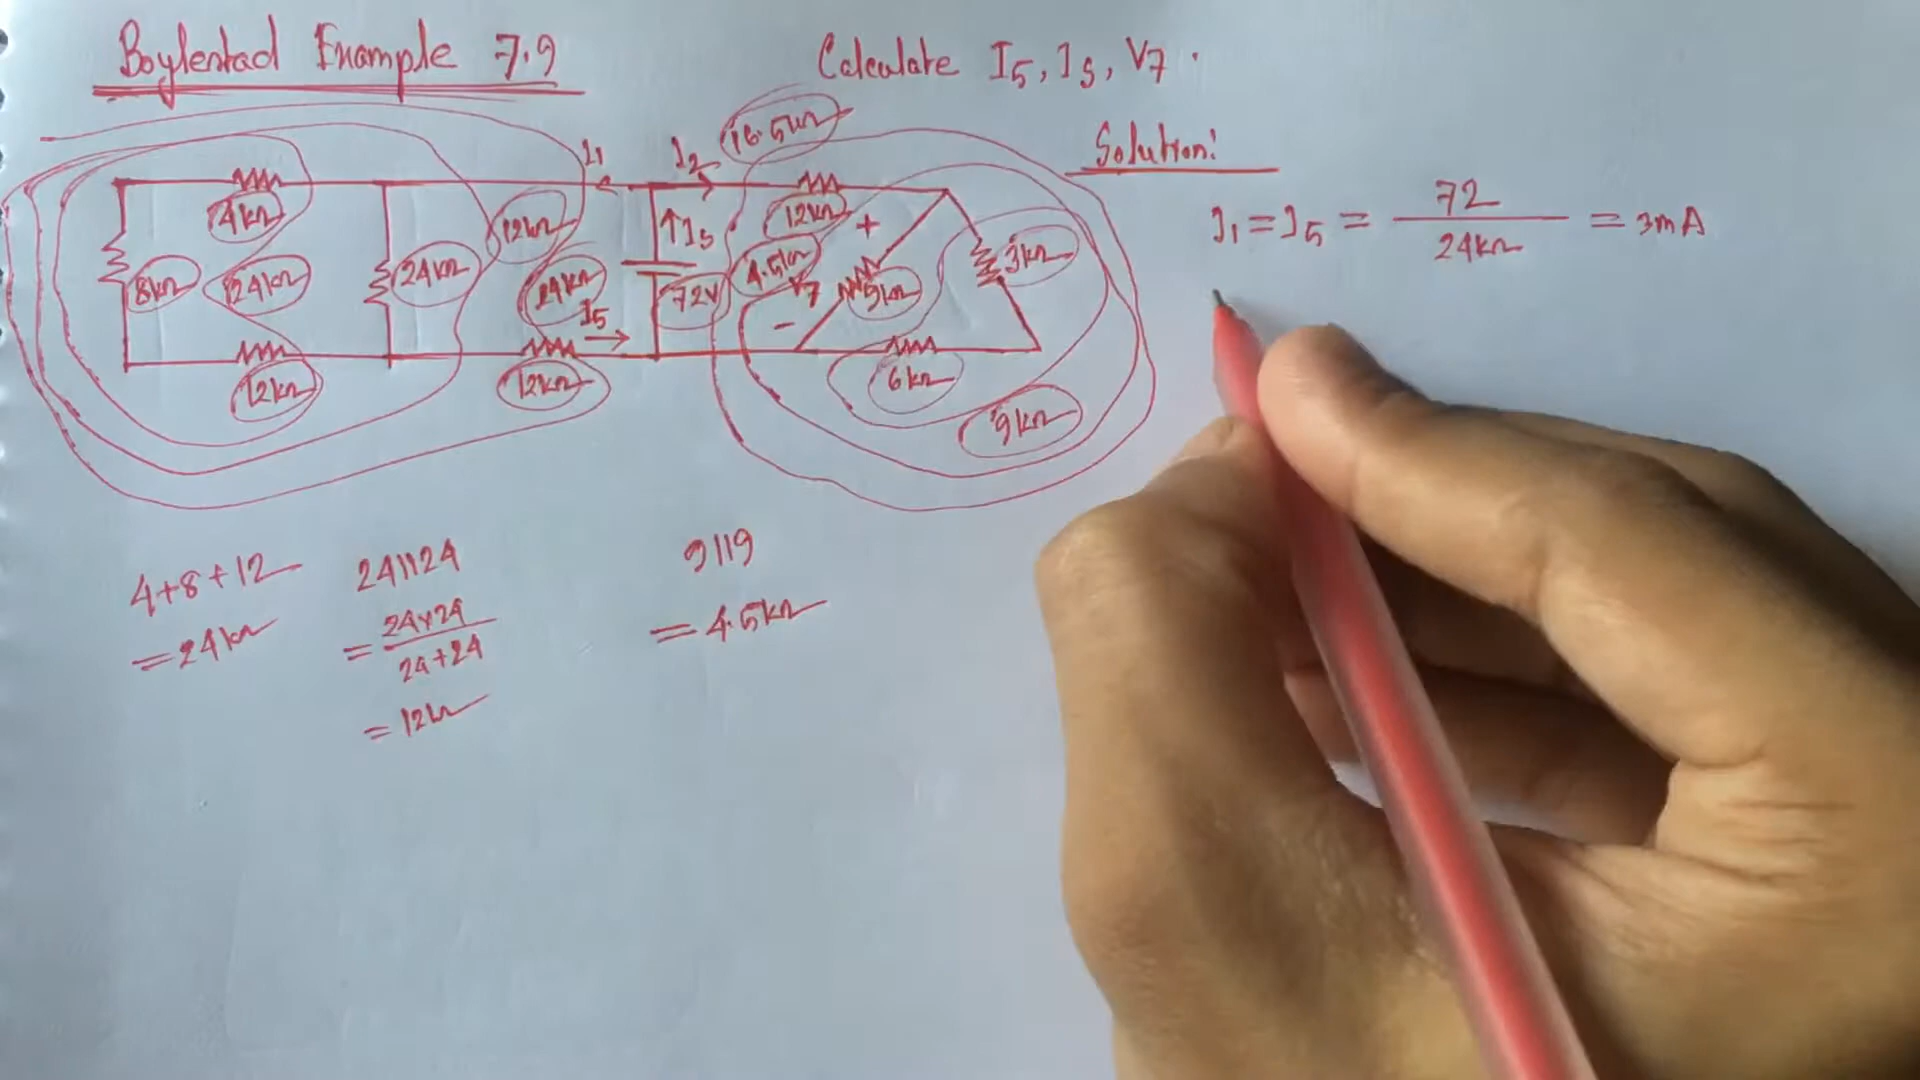 Boylestad Example 7.9
Calculate I5, Is, V7.
Solution:
I1 = I5 = 72 / 24kΩ = 3mA
16.5kΩ
I1
I2
4kΩ
12kΩ
12kΩ
+
Is
8kΩ
24kΩ
24kΩ
24kΩ
72V
4.5kΩ
V7
9kΩ
3kΩ
I5
-
12kΩ
12kΩ
6kΩ
9kΩ
4+8+12
=24kΩ
24||24
= 24×24 / 24+24
= 12kΩ
9||9
= 4.5kΩ